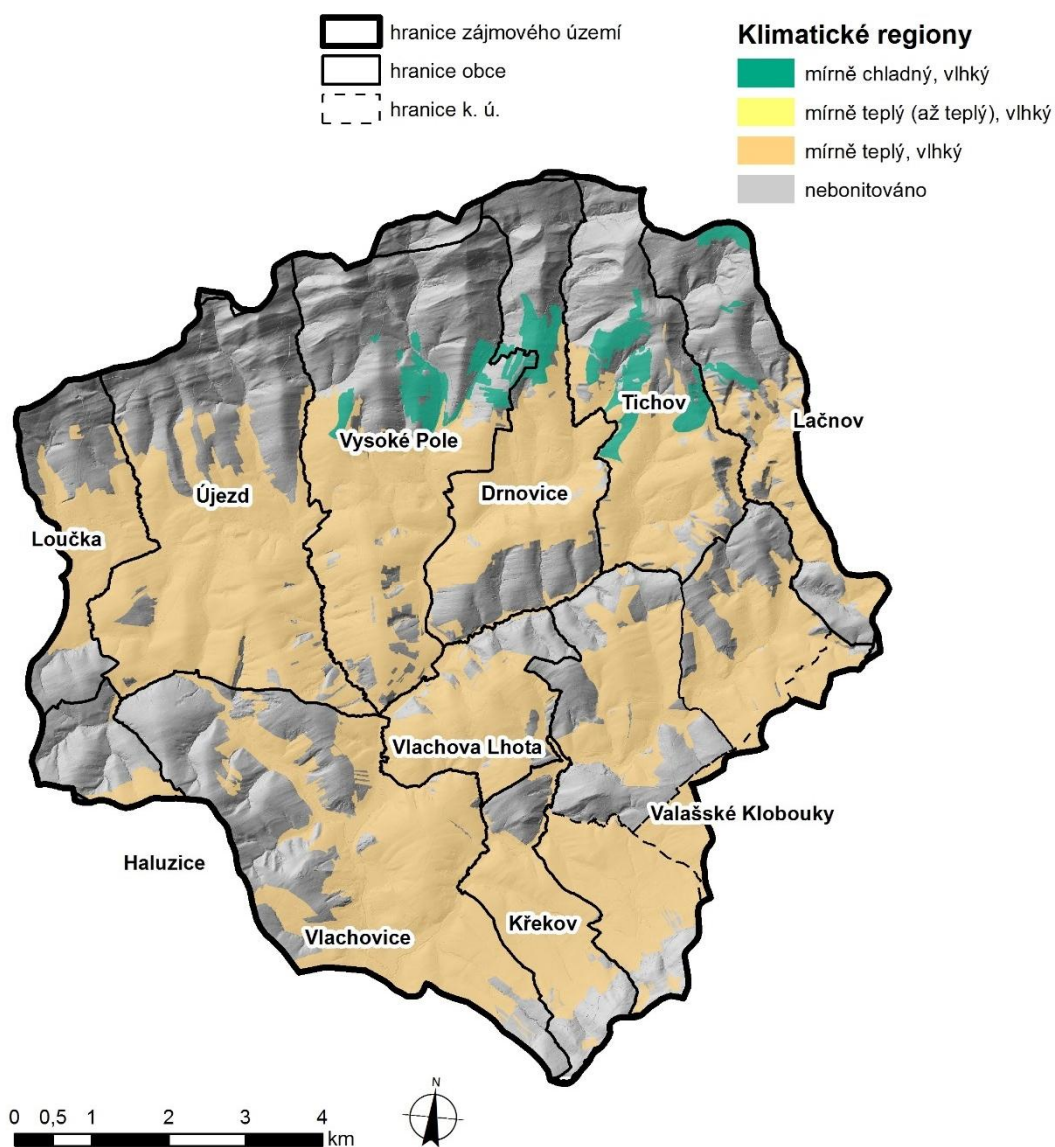 hranice zájmového území
hranice obce
hranice k. ú.
Klimatické regiony
mírně chladný, vlhký
mírně teplý (až teplý), vlhký
mírně teplý, vlhký
nebonitováno
Tichov
Lačnov
Vysoké Pole
Drnovice
Újezd
Loučka
Vlachova Lhota
Valašské Klobouky
Haluzice
Křekov
Vlachovice
N
0 0,5 1 2 3 4
km